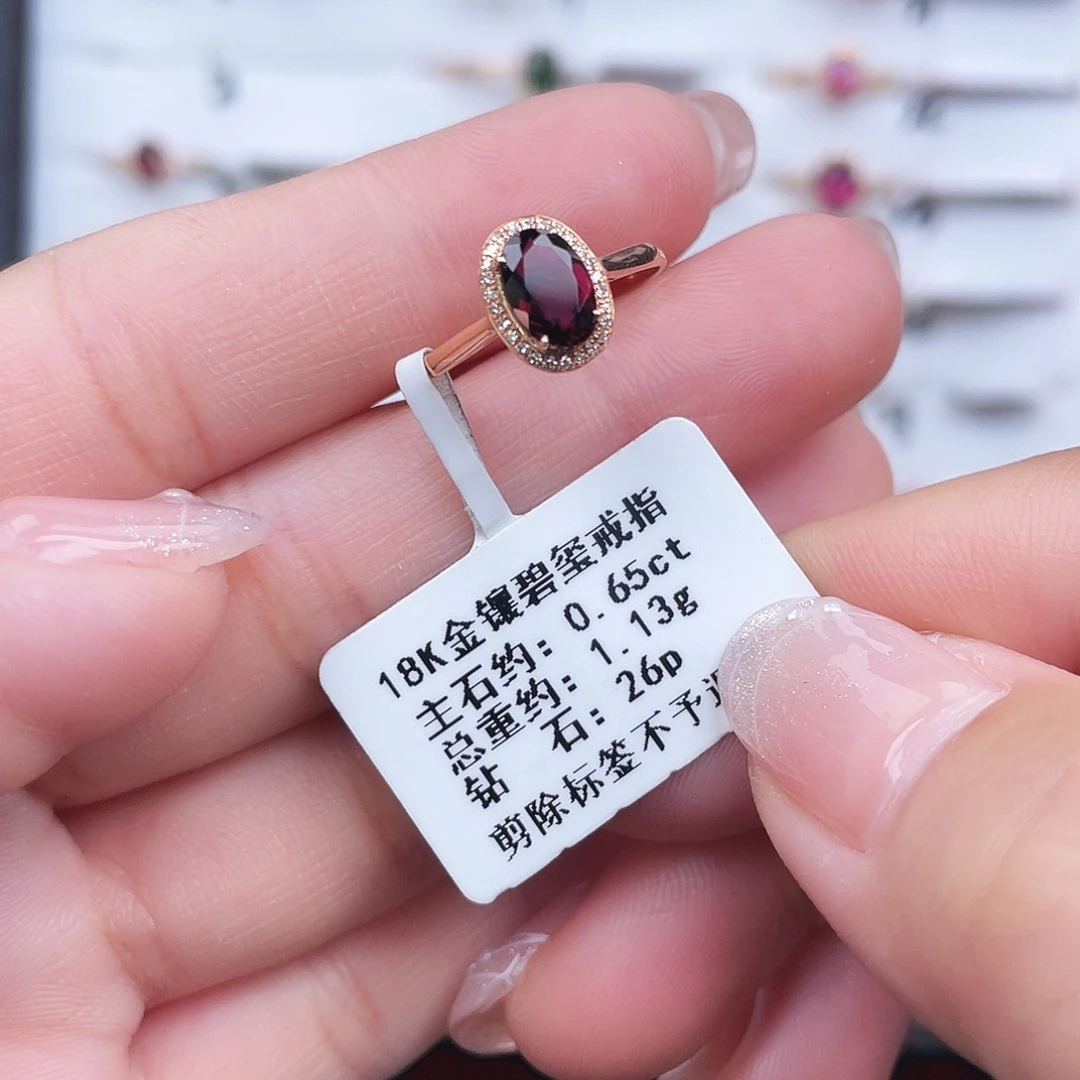 18K金镶碧玺戒指
主石约: 0.65ct
总重约: 1.13g
钻 石: 26p
剪除标签不予